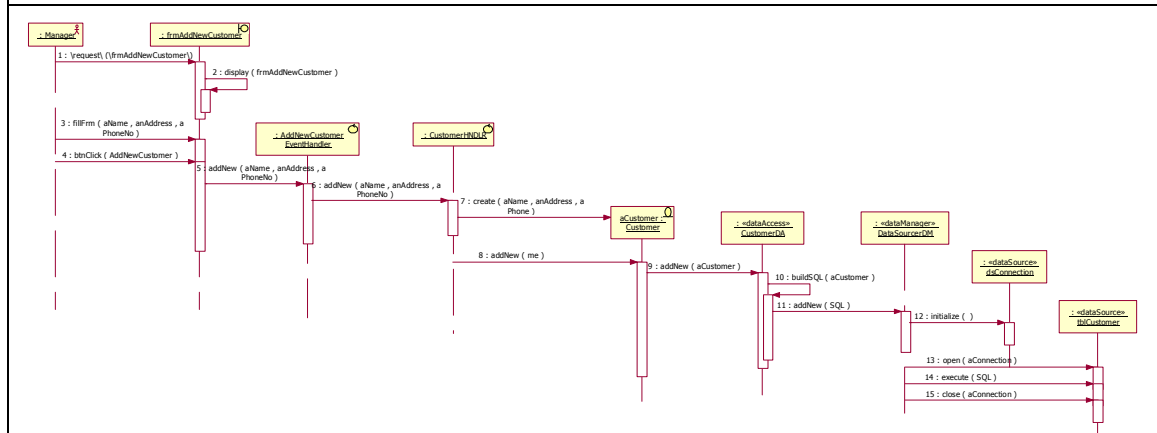 : Manager
: frmAddNewCustomer
1 : \request\ (\frmAddNewCustomer\)
2 : display ( frmAddNewCustomer )
3 : fillFrm ( aName , anAddress , a
PhoneNo )
: AddNewCustomer
EventHandler
: CustomerHNDLR
4 : btnClick ( AddNewCustomer )
5 : addNew ( aName , anAddress , a
PhoneNo )
6 : addNew ( aName , anAddress , a
PhoneNo )
7 : create ( aName , anAddress , a
Phone )
aCustomer :
Customer
: «dataAccess»
CustomerDA
: «dataManager»
DataSourcerDM
8 : addNew ( me )
9 : addNew ( aCustomer )
: «dataSource»
dsConnection
10 : buildSQL ( aCustomer )
11 : addNew ( SQL )
12 : initialize ( )
: «dataSource»
tblCustomer
13 : open ( aConnection )
14 : execute ( SQL )
15 : close ( aConnection )